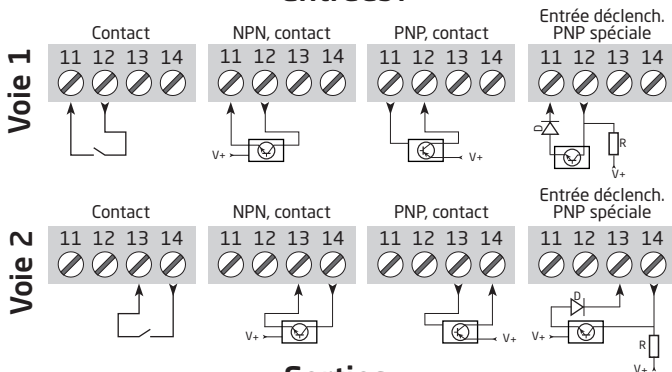 Contact
NPN, contact
PNP, contact
Entrée déclench.
PNP spéciale
Voie 1
11 12 13 14
11 12 13 14
11 12 13 14
11 12 13 14
V+
V+
D
R
V+
Contact
NPN, contact
PNP, contact
Entrée déclench.
PNP spéciale
Voie 2
11 12 13 14
11 12 13 14
11 12 13 14
11 12 13 14
V+
V+
D
V+
R
V+